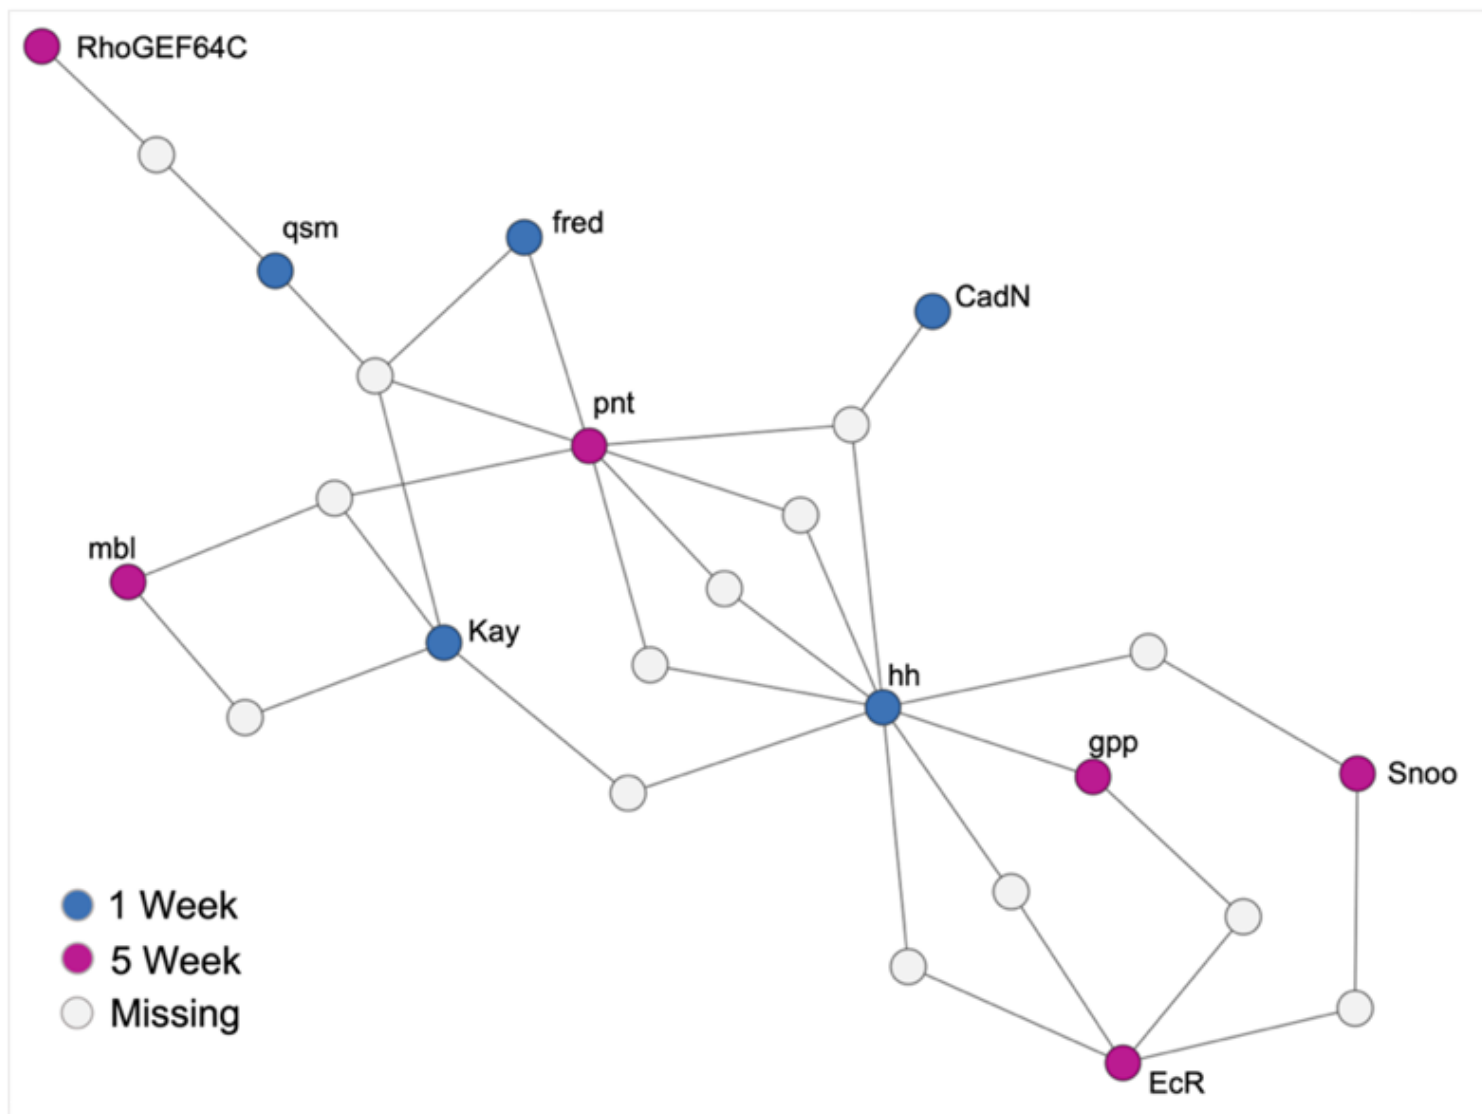 RhoGEF64C
qsm
fred
CadN
pnt
mbl
Kay
hh
gpp
Snoo
1 Week
5 Week
Missing
EcR